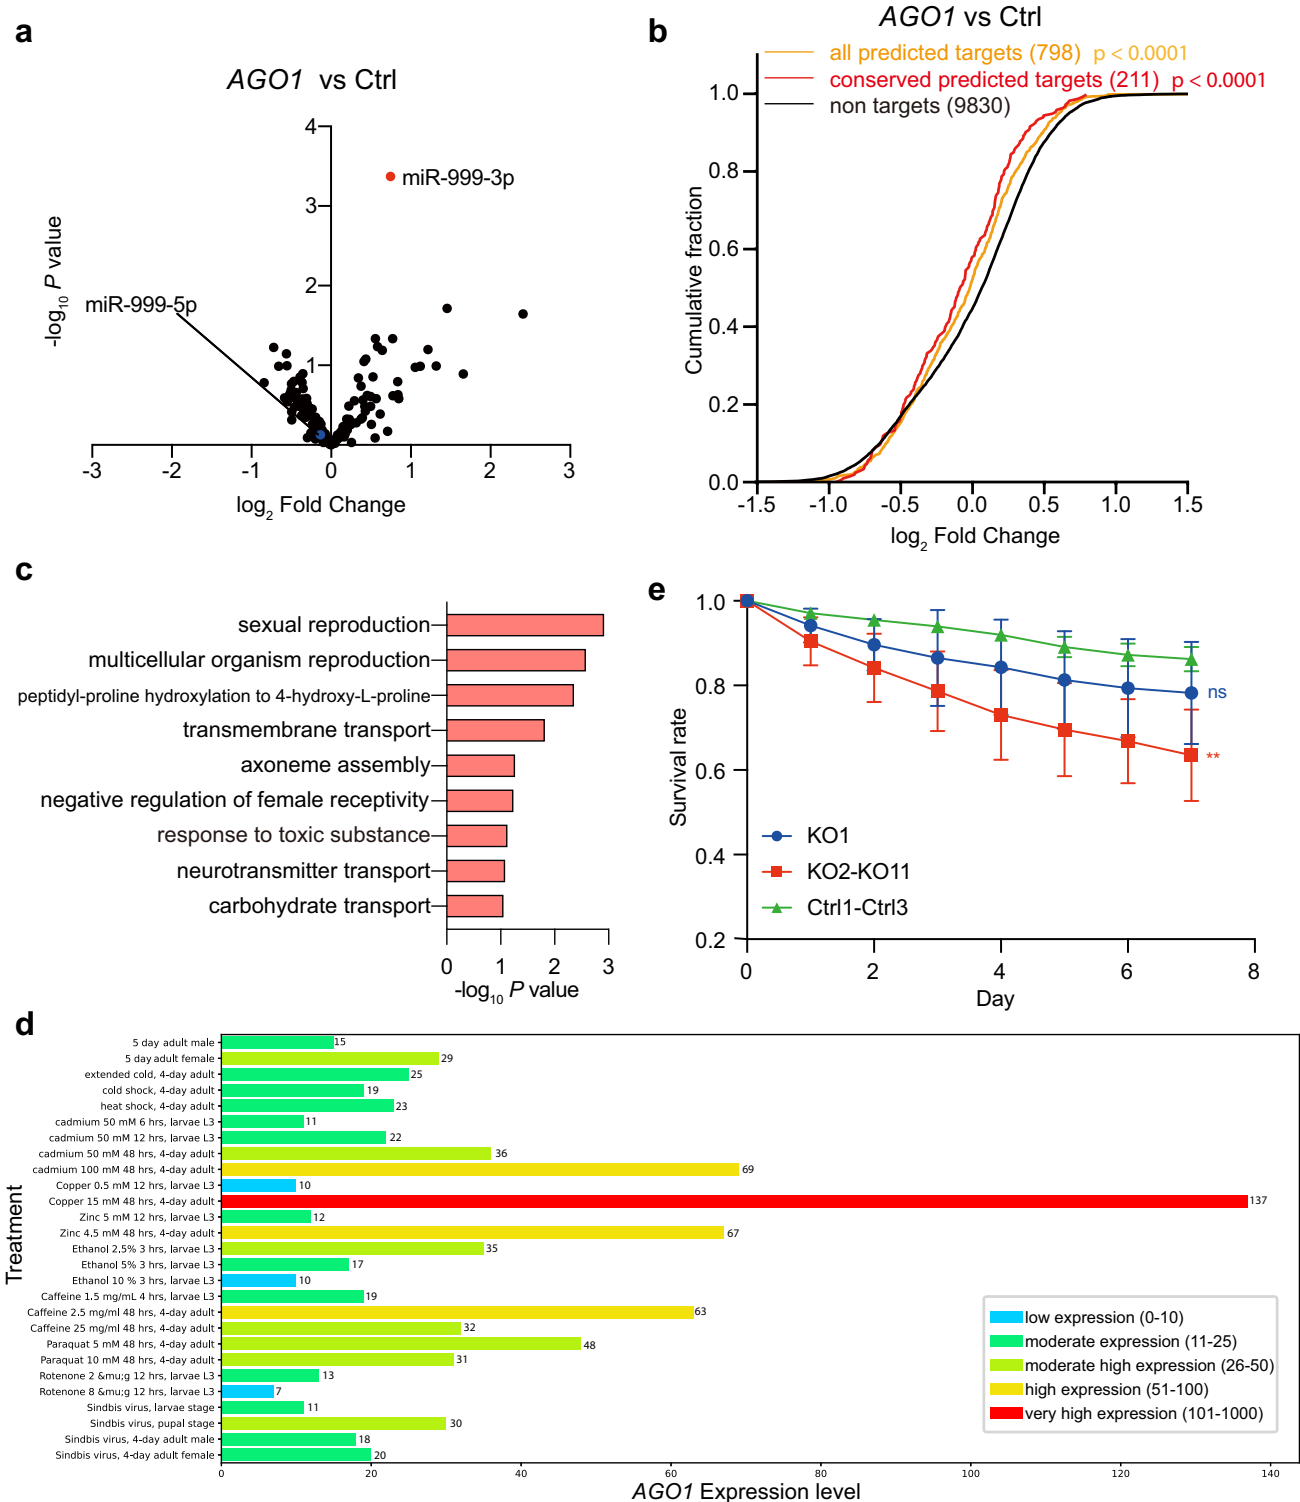 a
AGO1 vs Ctrl
-log10 P value
4
3
2
1
miR-999-3p
miR-999-5p
-3 -2 -1 0 1 2 3
log2 Fold Change
b
AGO1 vs Ctrl
all predicted targets (798) p < 0.0001
conserved predicted targets (211) p < 0.0001
non targets (9830)
Cumulative fraction
1.0
0.8
0.6
0.4
0.2
0.0
-1.5 -1.0 -0.5 0.0 0.5 1.0 1.5
log2 Fold Change
c
sexual reproduction
multicellular organism reproduction
peptidyl-proline hydroxylation to 4-hydroxy-L-proline
transmembrane transport
axoneme assembly
negative regulation of female receptivity
response to toxic substance
neurotransmitter transport
carbohydrate transport
0 1 2 3
-log10 P value
e
Survival rate
1.0
0.8
0.6
0.4
0.2
ns
**
KO1
KO2-KO11
Ctrl1-Ctrl3
0 2 4 6 8
Day
d
Treatment
5 day adult male 15
5 day adult female 29
extended cold, 4-day adult 25
cold shock, 4-day adult 19
heat shock, 4-day adult 23
cadmium 50 mM 6 hrs, larvae L3 11
cadmium 50 mM 12 hrs, larvae L3 22
cadmium 50 mM 48 hrs, 4-day adult 36
cadmium 100 mM 48 hrs, 4-day adult 69
Copper 0.5 mM 12 hrs, larvae L3 10
Copper 15 mM 48 hrs, 4-day adult 137
Zinc 5 mM 12 hrs, larvae L3 12
Zinc 4.5 mM 48 hrs, 4-day adult 67
Ethanol 2.5% 3 hrs, larvae L3 35
Ethanol 5% 3 hrs, larvae L3 17
Ethanol 10 % 3 hrs, larvae L3 10
Caffeine 1.5 mg/mL 4 hrs, larvae L3 19
Caffeine 2.5 mg/ml 48 hrs, 4-day adult 63
Caffeine 25 mg/ml 48 hrs, 4-day adult 32
Paraquat 5 mM 48 hrs, 4-day adult 48
Paraquat 10 mM 48 hrs, 4-day adult 31
Rotenone 2 &mu;g 12 hrs, larvae L3 13
Rotenone 8 &mu;g 12 hrs, larvae L3 7
Sindbis virus, larvae stage 11
Sindbis virus, pupal stage 30
Sindbis virus, 4-day adult male 18
Sindbis virus, 4-day adult female 20
low expression (0-10)
moderate expression (11-25)
moderate high expression (26-50)
high expression (51-100)
very high expression (101-1000)
0 20 40 60 80 100 120 140
AGO1 Expression level